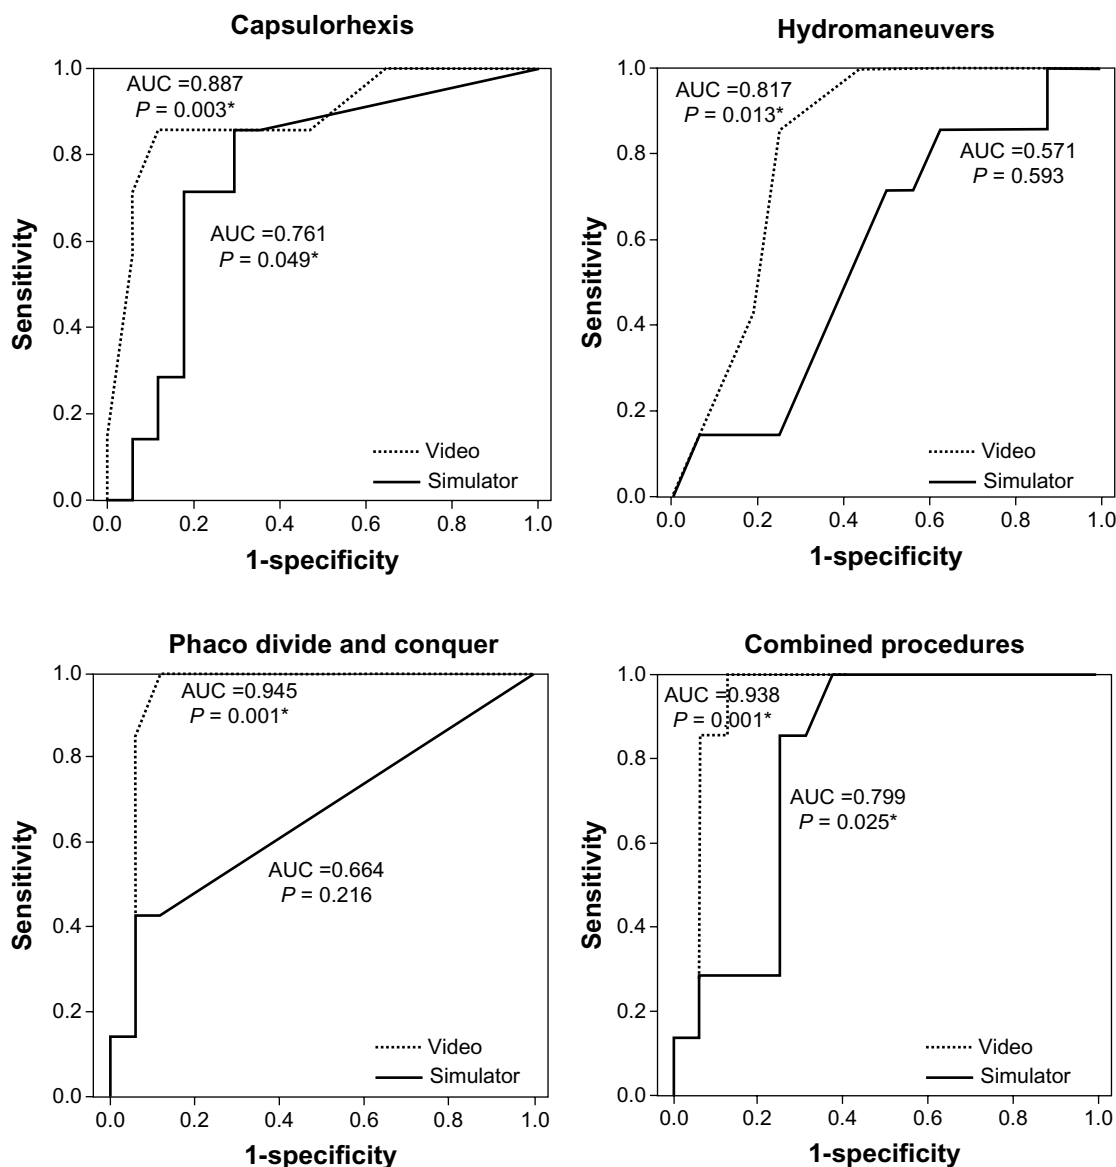 Capsulorhexis
1.0
0.8
0.6
0.4
0.2
0.0
Sensitivity
AUC =0.887
P = 0.003*
AUC =0.761
P = 0.049*
Video
Simulator
0.0 0.2 0.4 0.6 0.8 1.0
1-specificity
Hydromaneuvers
1.0
0.8
0.6
0.4
0.2
0.0
Sensitivity
AUC =0.817
P = 0.013*
AUC =0.571
P = 0.593
Video
Simulator
0.0 0.2 0.4 0.6 0.8 1.0
1-specificity
Phaco divide and conquer
1.0
0.8
0.6
0.4
0.2
0.0
Sensitivity
AUC =0.945
P = 0.001*
AUC =0.664
P = 0.216
Video
Simulator
0.0 0.2 0.4 0.6 0.8 1.0
1-specificity
Combined procedures
1.0
0.8
0.6
0.4
0.2
0.0
Sensitivity
AUC =0.938
P = 0.001*
AUC =0.799
P = 0.025*
Video
Simulator
0.0 0.2 0.4 0.6 0.8 1.0
1-specificity